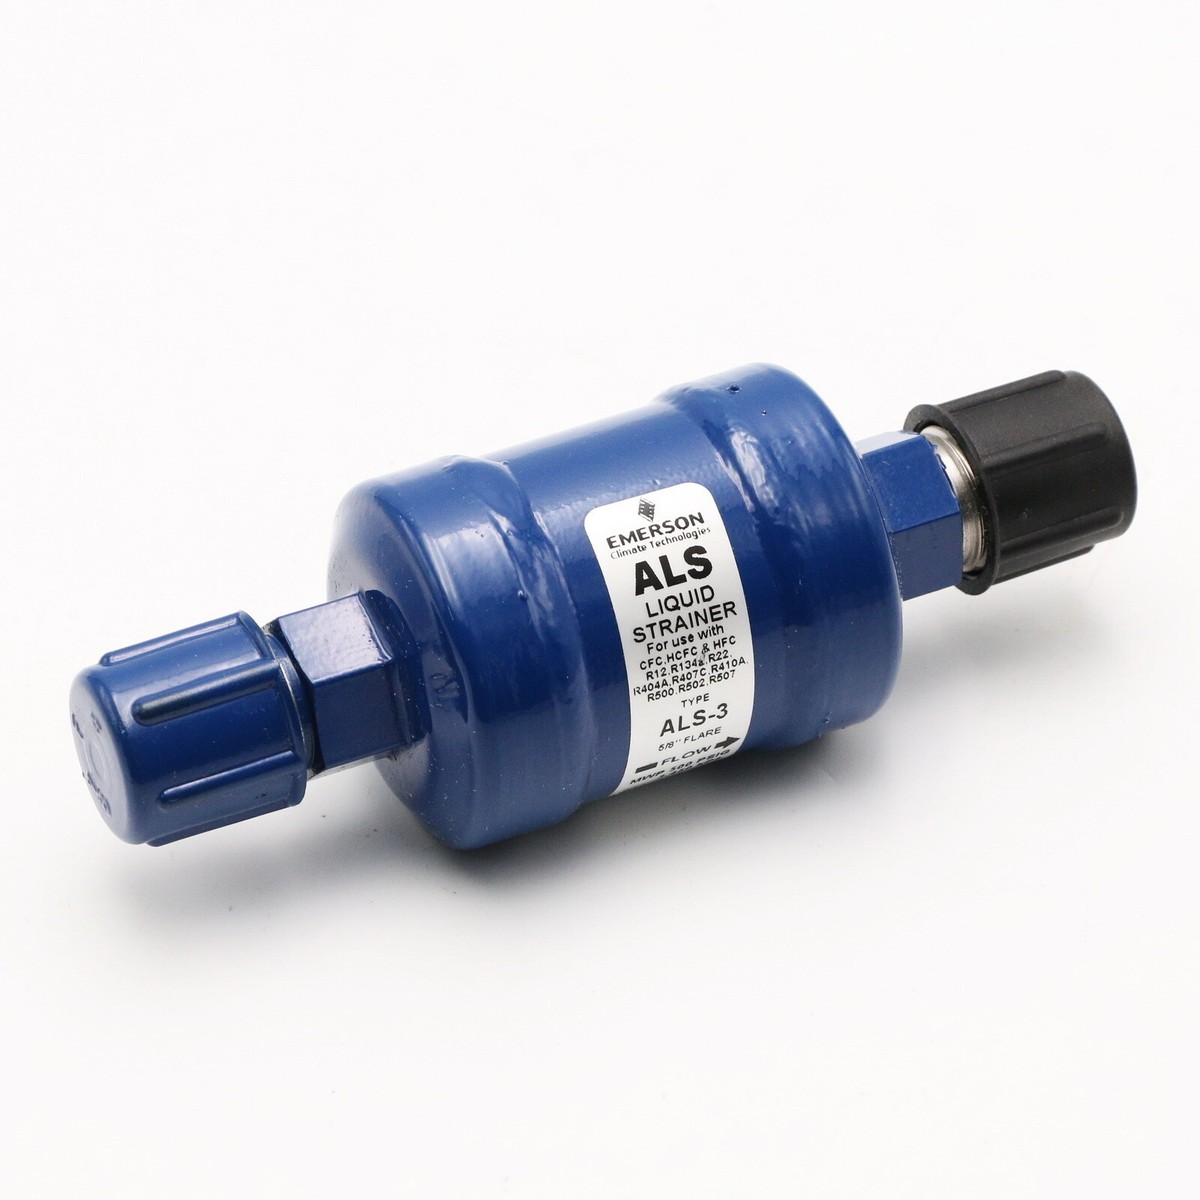 EMERSON
Climate Technologies
ALS
LIQUID
STRAINER
For use with
CFC, HCFC & HFC
R12, R134a, R22,
R404A, R407C, R410A,
R500, R502, R507
TYPE
ALS-3
5/8" FLARE
FLOW
MWP 500 PSIG